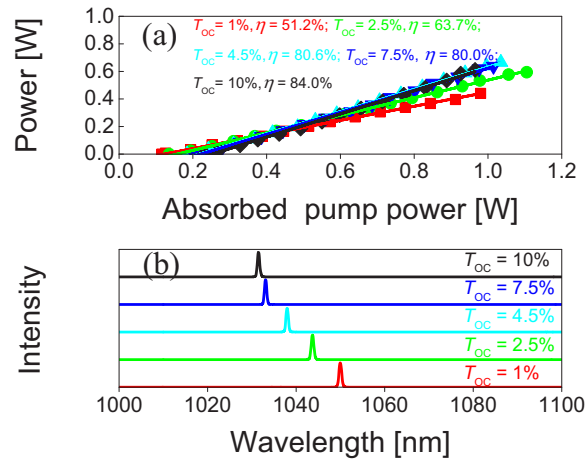 (a)
T_OC = 1%, η = 51.2%; T_OC = 2.5%, η = 63.7%;
T_OC = 4.5%, η = 80.6%; T_OC = 7.5%, η = 80.0%;
T_OC = 10%, η = 84.0%
Power [W]
1.0
0.8
0.6
0.4
0.2
0.0
0.0 0.2 0.4 0.6 0.8 1.0 1.2
Absorbed pump power [W]
(b)
Intensity
T_OC = 10%
T_OC = 7.5%
T_OC = 4.5%
T_OC = 2.5%
T_OC = 1%
1000 1020 1040 1060 1080 1100
Wavelength [nm]